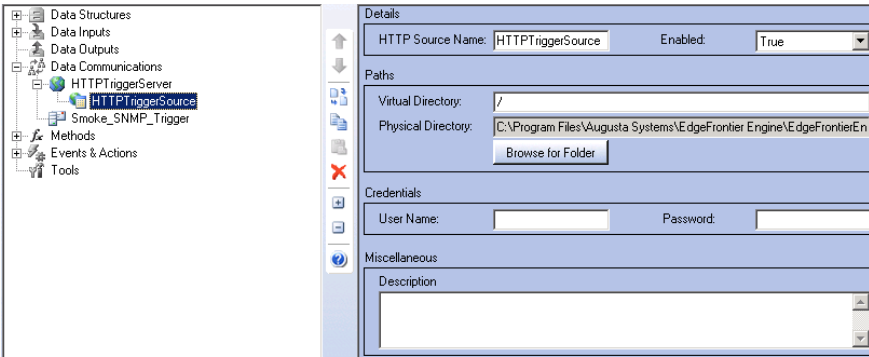 Data Structures
Data Inputs
Data Outputs
Data Communications
HTTPTriggerServer
HTTPTriggerSource
Smoke_SNMP_Trigger
Methods
Events & Actions
Tools
Details
HTTP Source Name: HTTPTriggerSource Enabled: True
Paths
Virtual Directory: /
Physical Directory: C:\Program Files\Augusta Systems\EdgeFrontier Engine\EdgeFrontierEn
Browse for Folder
Credentials
User Name: Password:
Miscellaneous
Description